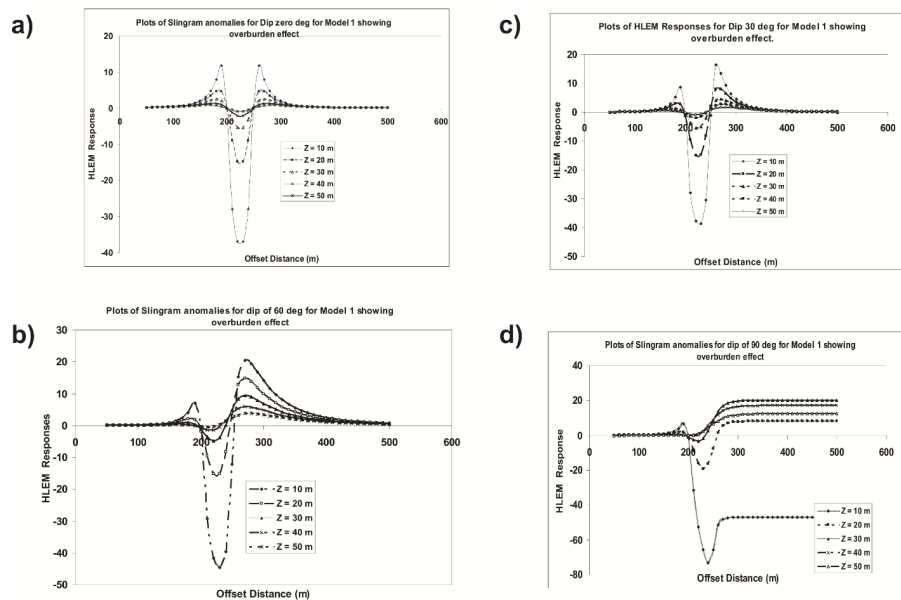 a)
Plots of Slingram anomalies for Dip zero deg for Model 1 showing
overburden effect
20
10
0
-10
-20
-30
-40
0
100
200
300
400
500
600
HLEM Response
Z = 10 m
Z = 20 m
Z = 30 m
Z = 40 m
Z = 50 m
Offset Distance (m)
c)
Plots of HLEM Responses for Dip 30 deg for Model 1 showing
overburden effect.
20
10
0
-10
-20
-30
-40
-50
0
100
200
300
400
500
600
HLEM Response
Z = 10 m
Z = 20 m
Z = 30 m
Z = 40 m
Z = 50 m
Offset Distance (m)
b)
Plots of Slingram anomalies for dip of 60 deg for Model 1 showing
overburden effect
30
20
10
0
-10
-20
-30
-40
-50
0
100
200
300
400
500
600
HLEM Responses
Z = 10 m
Z = 20 m
Z = 30 m
Z = 40 m
Z = 50 m
Offset Distance (m)
d)
Plots of Slingram anomalies for dip of 90 deg for Model 1 showing
overburden effect
40
20
0
-20
-40
-60
-80
0
100
200
300
400
500
600
HLEM Response
Z = 10 m
Z = 20 m
Z = 30 m
Z = 40 m
Z = 50 m
Offset Distance (m)